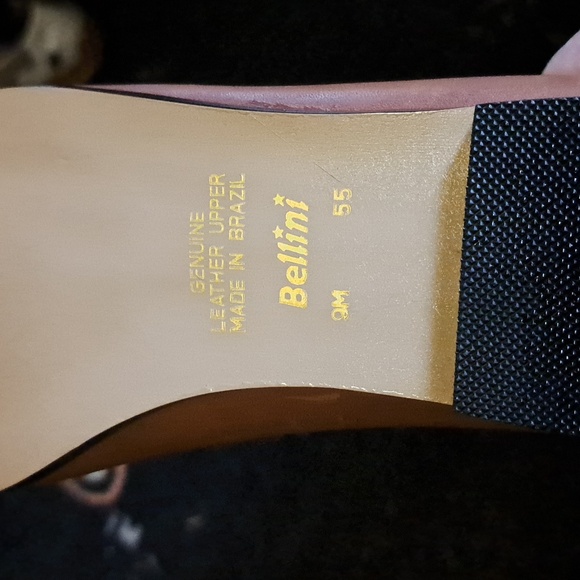 GENUINE
LEATHER UPPER
MADE IN BRAZIL
Bellini
9M 55